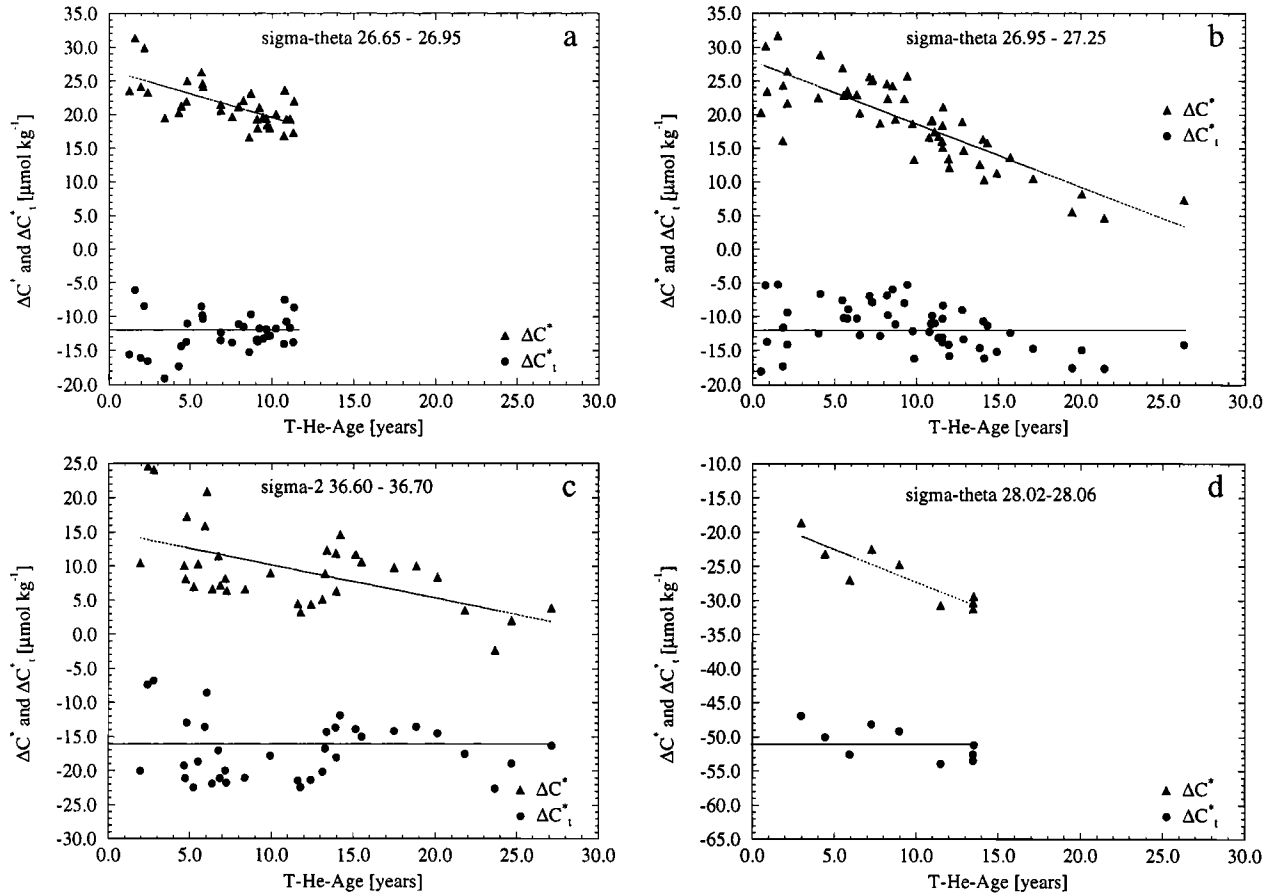 a
sigma-theta 26.65 - 26.95
35.0
30.0
25.0
20.0
15.0
10.0
5.0
0.0
-5.0
-10.0
-15.0
-20.0
ΔC* and ΔC*t [μmol kg-1]
ΔC*
ΔC*t
0.0 5.0 10.0 15.0 20.0 25.0 30.0
T-He-Age [years]
b
sigma-theta 26.95 - 27.25
35.0
30.0
25.0
20.0
15.0
10.0
5.0
0.0
-5.0
-10.0
-15.0
-20.0
ΔC* and ΔC*t [μmol kg-1]
ΔC*
ΔC*t
0.0 5.0 10.0 15.0 20.0 25.0 30.0
T-He-Age [years]
c
sigma-2 36.60 - 36.70
25.0
20.0
15.0
10.0
5.0
0.0
-5.0
-10.0
-15.0
-20.0
-25.0
-30.0
ΔC* and ΔC*t [μmol kg-1]
ΔC*
ΔC*t
0.0 5.0 10.0 15.0 20.0 25.0 30.0
T-He-Age [years]
d
sigma-theta 28.02-28.06
-10.0
-15.0
-20.0
-25.0
-30.0
-35.0
-40.0
-45.0
-50.0
-55.0
-60.0
-65.0
ΔC* and ΔC*t [μmol kg-1]
ΔC*
ΔC*t
0.0 5.0 10.0 15.0 20.0 25.0 30.0
T-He-Age [years]